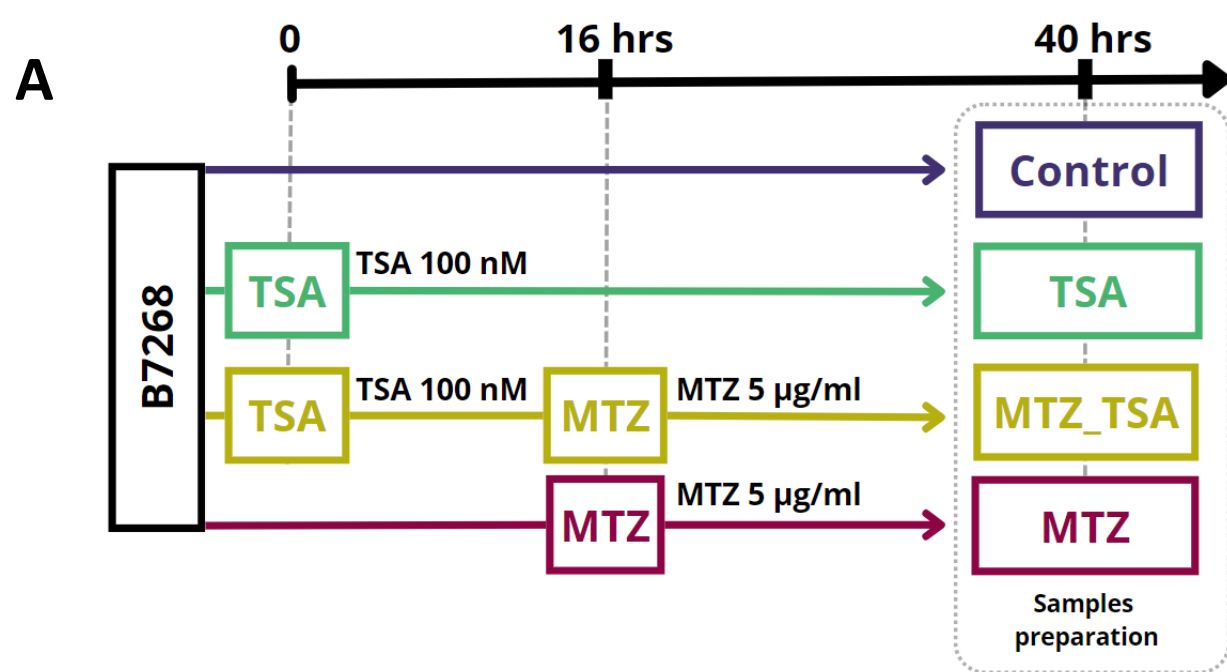 A
0
16 hrs
40 hrs
B7268
Control
TSA
TSA 100 nM
TSA
TSA
TSA 100 nM
MTZ
MTZ 5 µg/ml
MTZ_TSA
MTZ
MTZ 5 µg/ml
MTZ
Samples
preparation